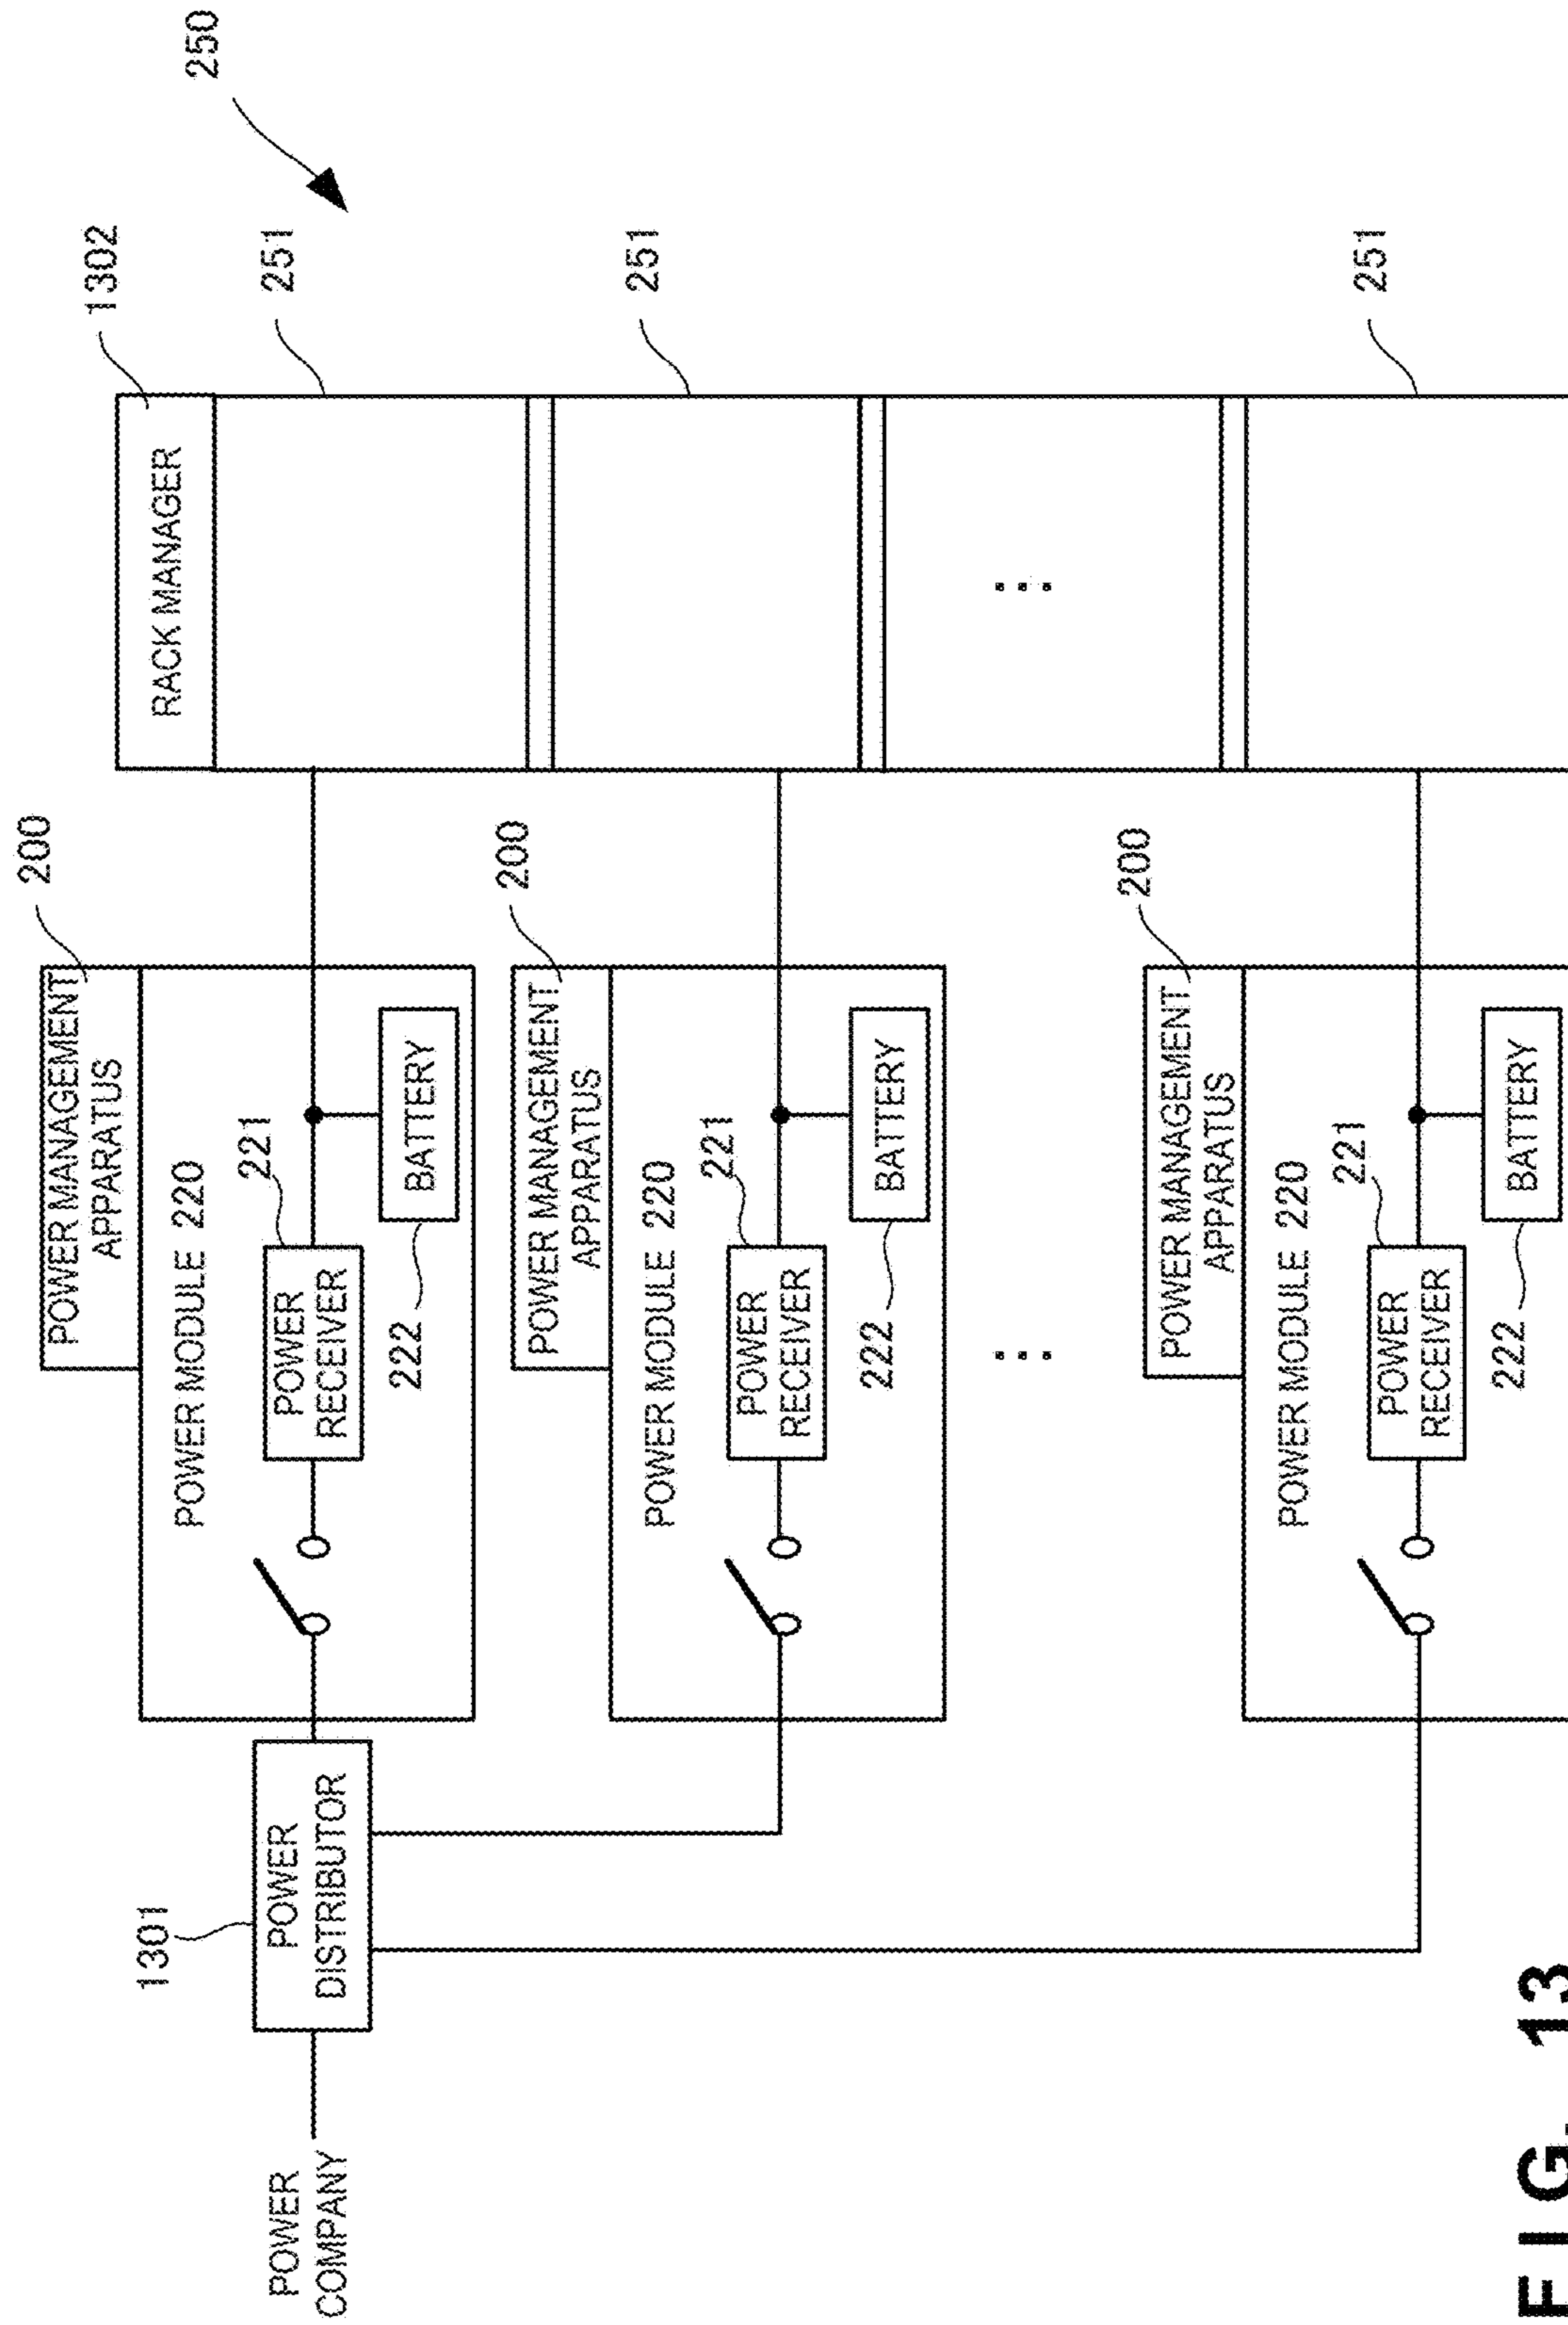 250
1302
RACK MANAGER
251
251
251
200
POWER MANAGEMENT
APPARATUS
POWER MODULE 220
221
POWER
RECEIVER
BATTERY
222
200
POWER MANAGEMENT
APPARATUS
POWER MODULE 220
221
POWER
RECEIVER
BATTERY
222
...
...
200
POWER MANAGEMENT
APPARATUS
POWER MODULE 220
221
POWER
RECEIVER
BATTERY
222
1301
POWER
DISTRIBUTOR
POWER
COMPANY
FIG. 13